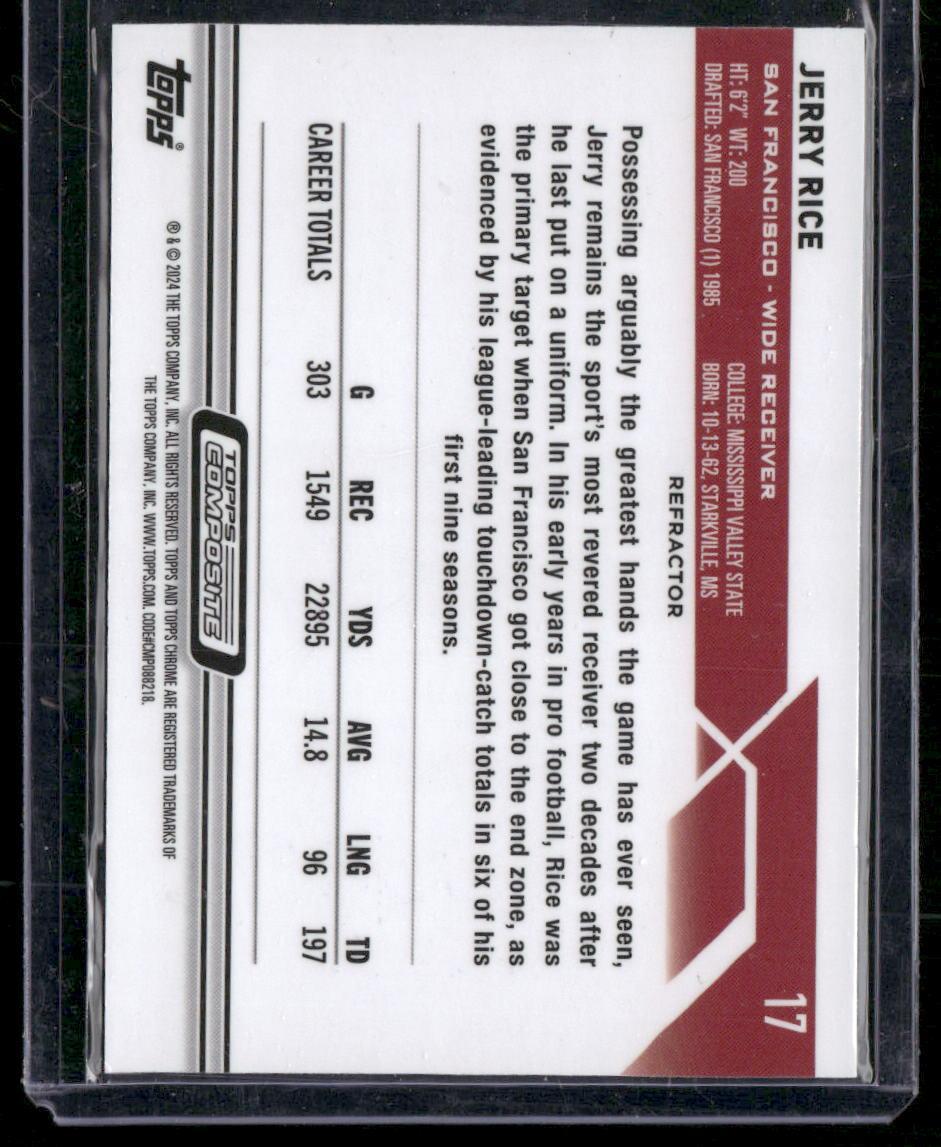 JERRY RICE
17
SAN FRANCISCO - WIDE RECEIVER
HT: 6'2" WT: 200 COLLEGE: MISSISSIPPI VALLEY STATE
DRAFTED: SAN FRANCISCO (1) 1985 BORN: 10-13-62, STARKVILLE, MS
REFRACTOR
Possessing arguably the greatest hands the game has ever seen,
Jerry remains the sport's most revered receiver two decades after
he last put on a uniform. In his early years in pro football, Rice was
the primary target when San Francisco got close to the end zone, as
evidenced by his league-leading touchdown-catch totals in six of his
first nine seasons.
G REC YDS AVG LNG TD
CAREER TOTALS 303 1549 22895 14.8 96 197
TOPPS
COMPOSITE
topps®
® & © 2024 THE TOPPS COMPANY, INC. ALL RIGHTS RESERVED. TOPPS AND TOPPS CHROME ARE REGISTERED TRADEMARKS OF
THE TOPPS COMPANY, INC. WWW.TOPPS.COM. CODE#CMP088218.